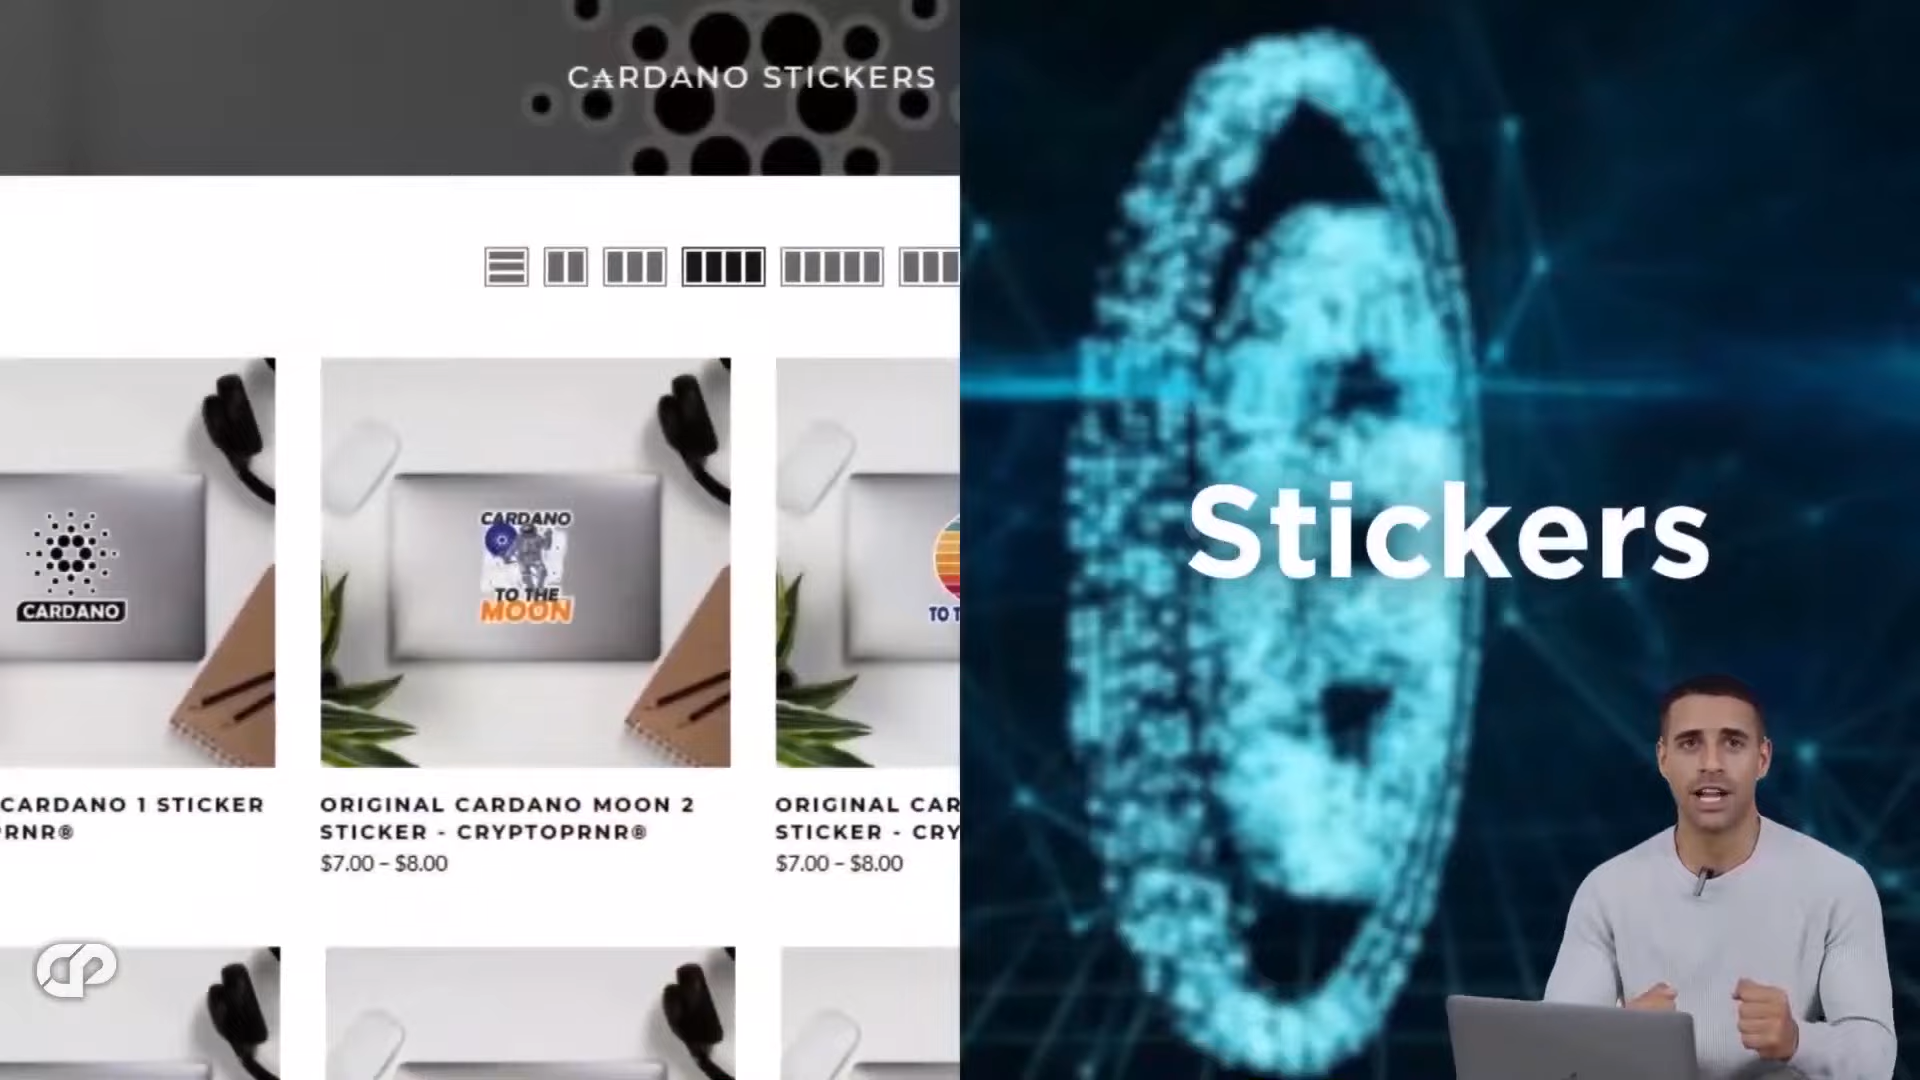 CARDANO STICKERS
Stickers
CARDANO
CARDANO
TO THE
MOON
CARDANO 1 STICKER
PRNR®
ORIGINAL CARDANO MOON 2
STICKER - CRYPTOPRNR®
$7.00 – $8.00
ORIGINAL CAR
STICKER - CRY
$7.00 – $8.00